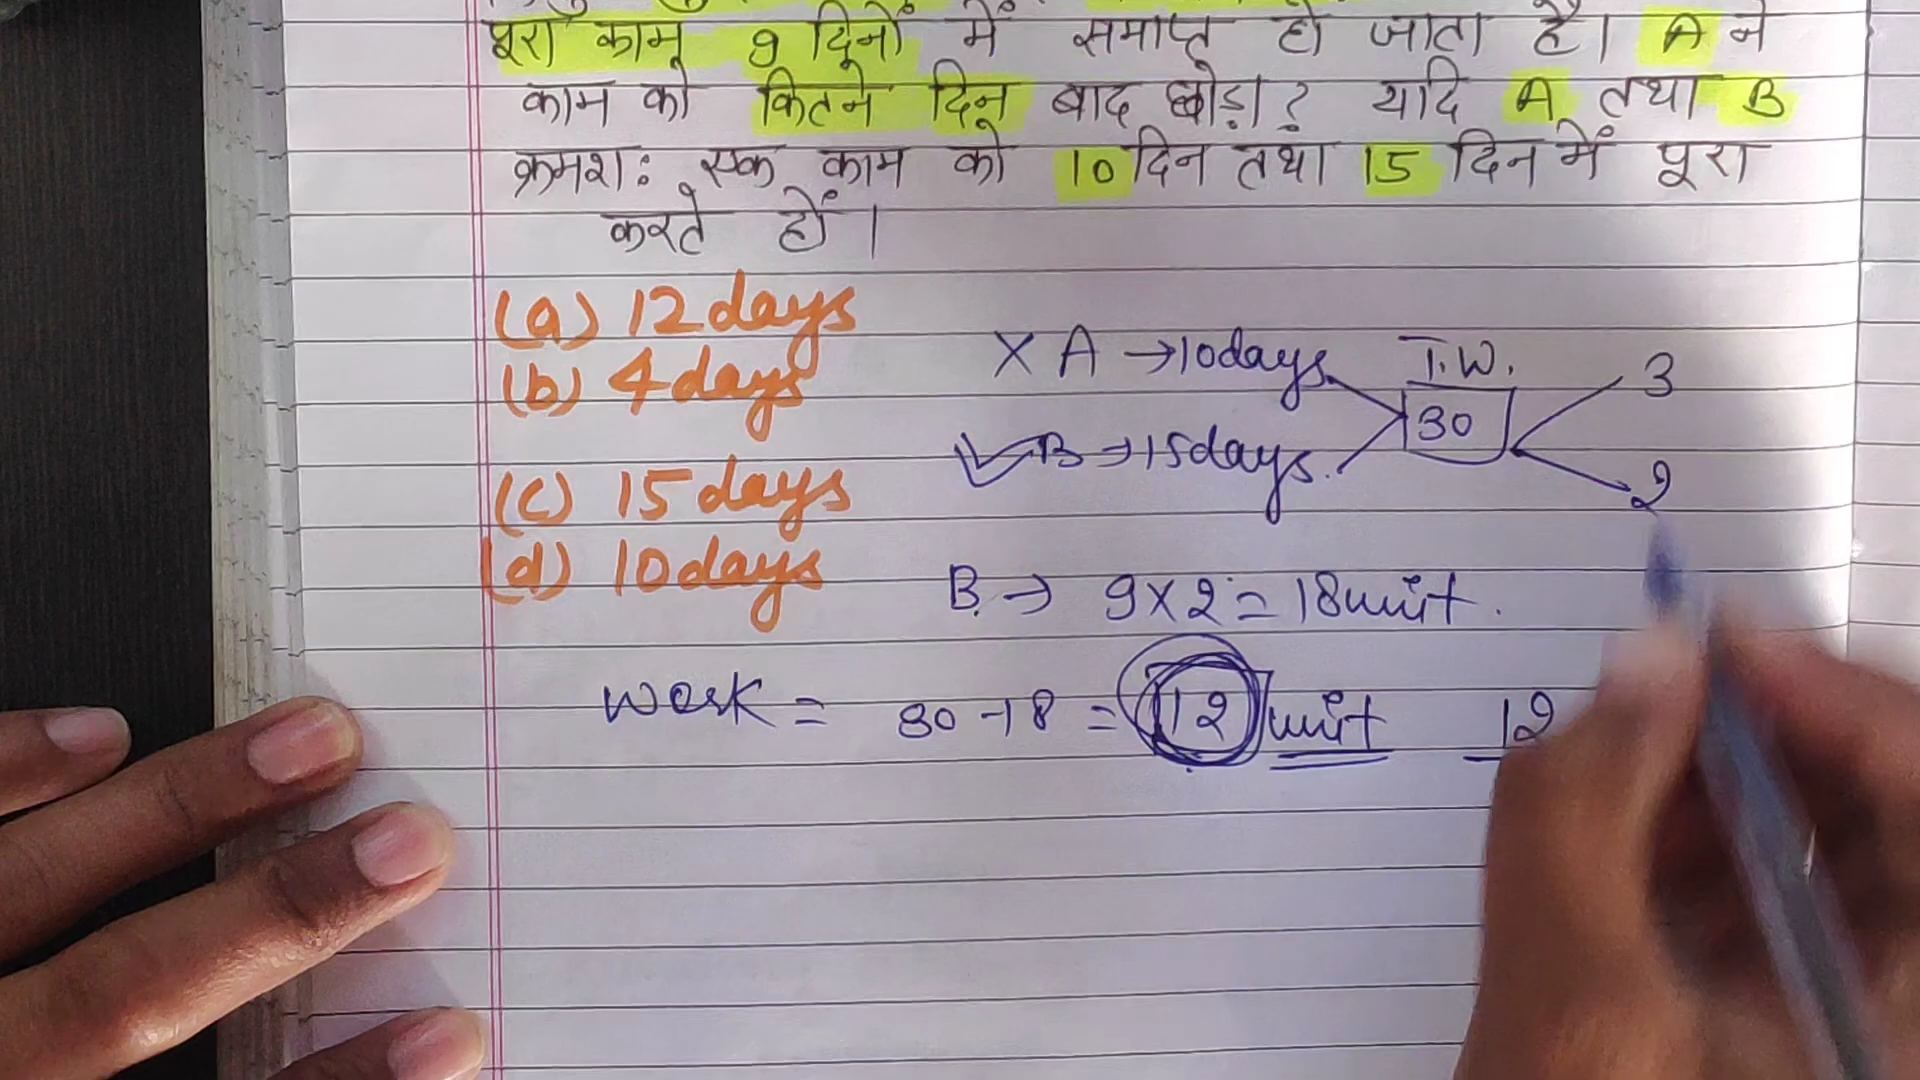 पूरा काम 9 दिनों में समाप्त हो जाता है। A ने
काम को कितने दिन बाद छोड़ा? यदि A तथा B
क्रमश: एक काम को 10 दिन तथा 15 दिन में पूरा
करते हों।
(a) 12 days
(b) 4 days
(c) 15 days
(d) 10 days
X A → 10 days T.W. 3
B → 15 days. 30 2
B → 9 × 2 = 18 unit.
Work = 30 - 18 = 12 unit 12